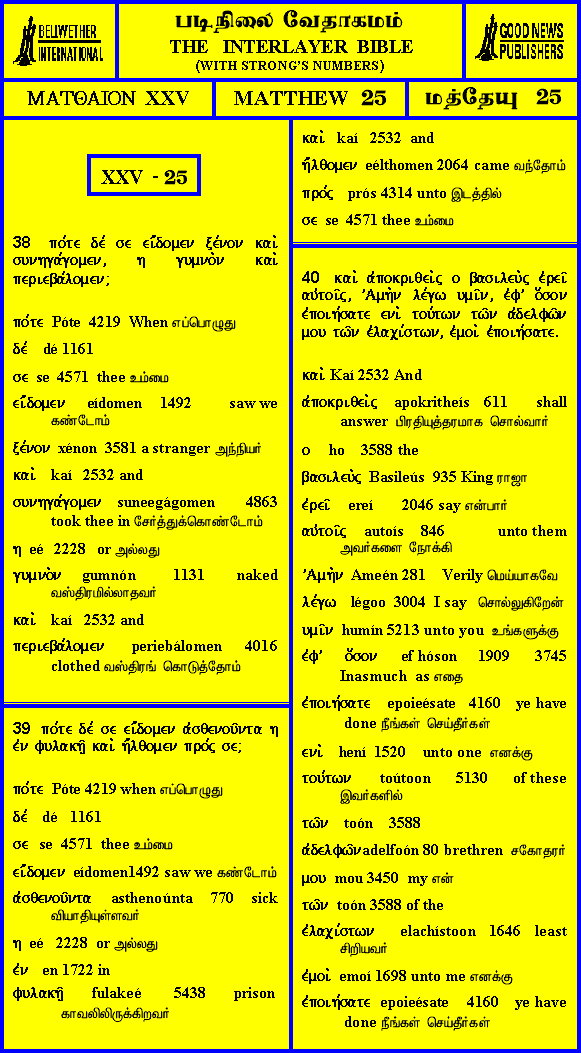 BELLWETHER
INTERNATIONAL
படிநிலை வேதாகமம்
THE INTERLAYER BIBLE
(WITH STRONG'S NUMBERS)
GOOD NEWS
PUBLISHERS
ΜΑΤΘΑΙΟΝ XXV
MATTHEW 25
மத்தேயு 25
XXV - 25
38 πότε δέ σε εἴδομεν ξένον καὶ
συνηγάγομεν, η γυμνὸν καὶ
περιεβάλομεν;
πότε Póte 4219 When எப்பொழுது
δέ dé 1161
σε se 4571 thee உம்மை
εἴδομεν eídomen 1492 saw we
கண்டோம்
ξένον xénon 3581 a stranger அந்நியர்
καὶ kaí 2532 and
συνηγάγομεν suneegágomen 4863
took thee in சேர்த்துக்கொண்டோம்
η eé 2228 or அல்லது
γυμνὸν gumnón 1131 naked
வஸ்திரமில்லாதவர்
καὶ kaí 2532 and
περιεβάλομεν periebálomen 4016
clothed வஸ்திரங் கொடுத்தோம்
39 πότε δέ σε εἴδομεν ἀσθενοῦντα η
ἐν φυλακῇ καὶ ἤλθομεν πρός σε;
πότε Póte 4219 when எப்பொழுது
δέ dé 1161
σε se 4571 thee உம்மை
εἴδομεν eídomen1492 saw we கண்டோம்
ἀσθενοῦντα asthenoúnta 770 sick
வியாதியுள்ளவர்
η eé 2228 or அல்லது
ἐν en 1722 in
φυλακῇ fulakeé 5438 prison
காவலிலிருக்கிறவர்
καὶ kaí 2532 and
ἤλθομεν eélthomen 2064 came வந்தோம்
πρός prós 4314 unto இடத்தில்
σε se 4571 thee உம்மை
40 καὶ ἀποκριθεὶς ο βασιλεὺς ἐρεῖ
αὐτοῖς, Ἀμὴν λέγω υμῖν, ἐφ' ὅσον
ἐποιήσατε ενὶ τούτων τῶν ἀδελφῶν
μου τῶν ἐλαχίστων, ἐμοὶ ἐποιήσατε.
καὶ Kaí 2532 And
ἀποκριθεὶς apokritheís 611 shall
answer பிரதியுத்தரமாக சொல்வார்
ο ho 3588 the
βασιλεὺς Basileús 935 King ராஜா
ἐρεῖ ereí 2046 say என்பார்
αὐτοῖς autoís 846 unto them
அவர்களை நோக்கி
Ἀμὴν Ameén 281 Verily மெய்யாகவே
λέγω légoo 3004 I say சொல்லுகிறேன்
υμῖν humín 5213 unto you உங்களுக்கு
ἐφ' ὅσον ef hóson 1909 3745
Inasmuch as எதை
ἐποιήσατε epoieésate 4160 ye have
done நீங்கள் செய்தீர்கள்
ενὶ hení 1520 unto one எனக்கு
τούτων toútoon 5130 of these
இவர்களில்
τῶν toón 3588
ἀδελφῶν adelfoón 80 brethren சகோதரர்
μου mou 3450 my என்
τῶν toón 3588 of the
ἐλαχίστων elachístoon 1646 least
சிறியவர்
ἐμοὶ emoí 1698 unto me எனக்கு
ἐποιήσατε epoieésate 4160 ye have
done நீங்கள் செய்தீர்கள்